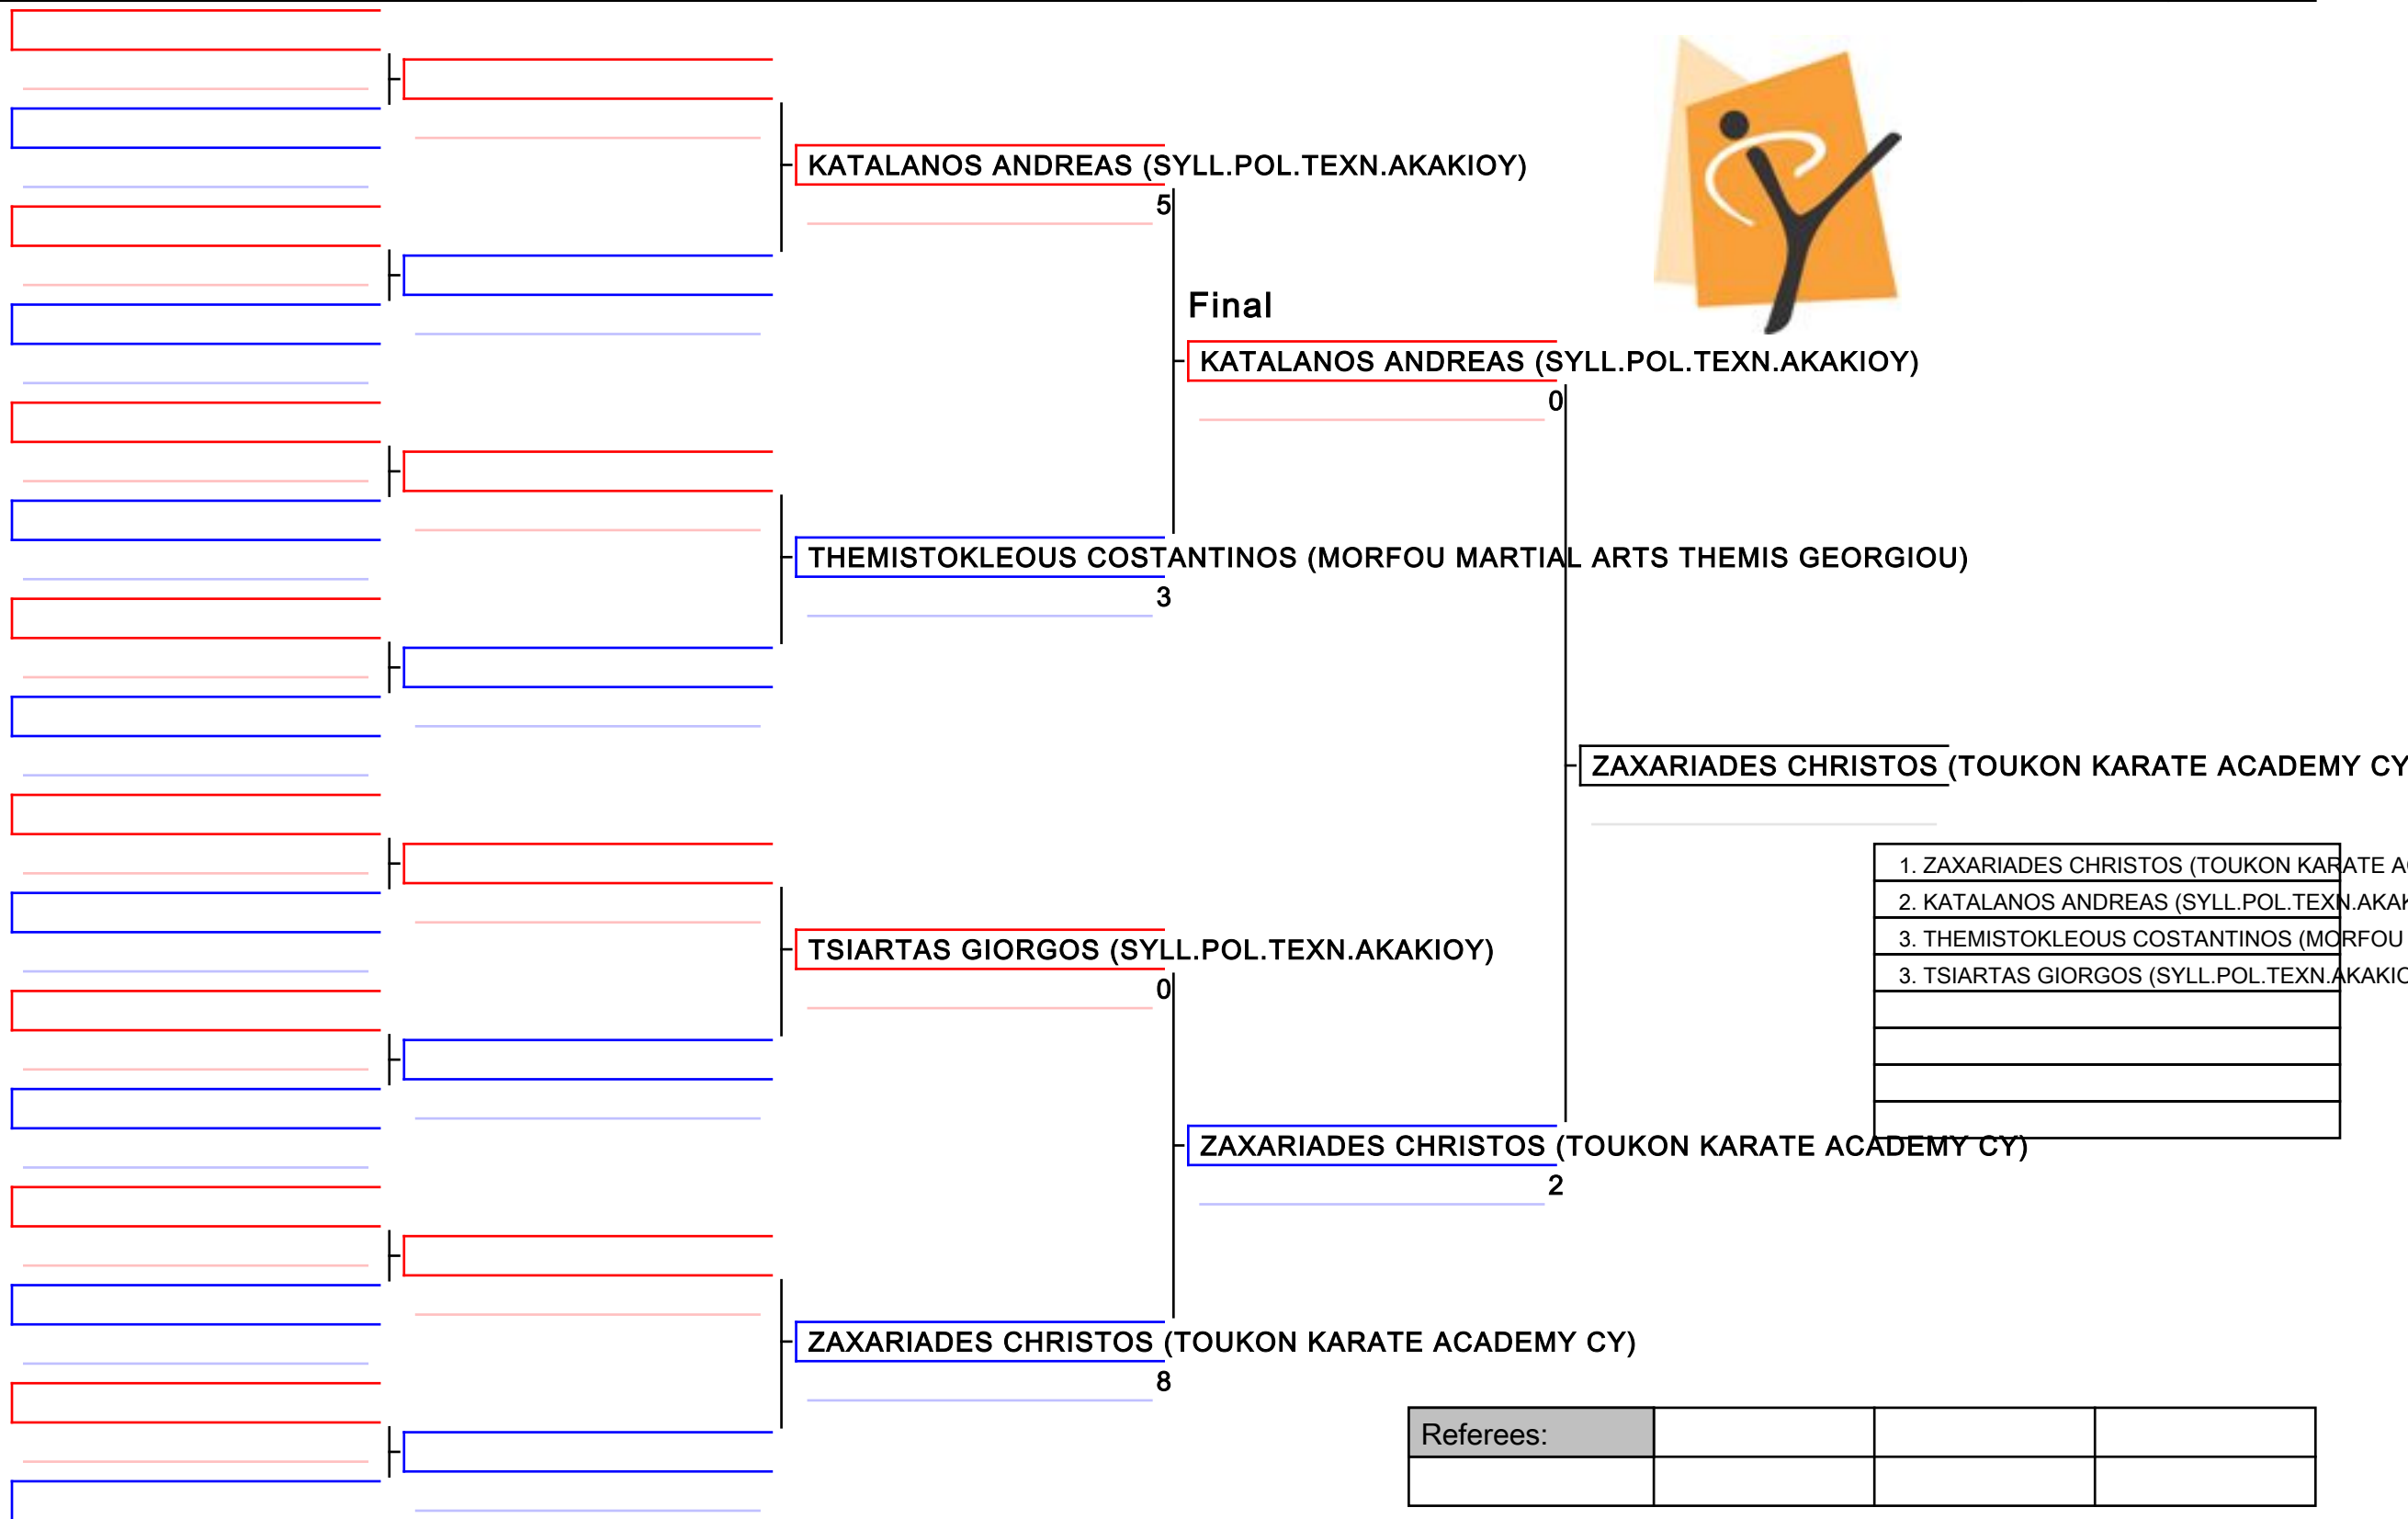 KATALANOS ANDREAS (SYLL.POL.TEXN.AKAKIOY)
5
Final
KATALANOS ANDREAS (SYLL.POL.TEXN.AKAKIOY)
0
THEMISTOKLEOUS COSTANTINOS (MORFOU MARTIAL ARTS THEMIS GEORGIOU)
3
ZAXARIADES CHRISTOS (TOUKON KARATE ACADEMY CY
1. ZAXARIADES CHRISTOS (TOUKON KARATE A
2. KATALANOS ANDREAS (SYLL.POL.TEXN.AKAK
3. THEMISTOKLEOUS COSTANTINOS (MORFOU
3. TSIARTAS GIORGOS (SYLL.POL.TEXN.AKAKIO
TSIARTAS GIORGOS (SYLL.POL.TEXN.AKAKIOY)
0
ZAXARIADES CHRISTOS (TOUKON KARATE ACADEMY CY)
2
ZAXARIADES CHRISTOS (TOUKON KARATE ACADEMY CY)
8
Referees: